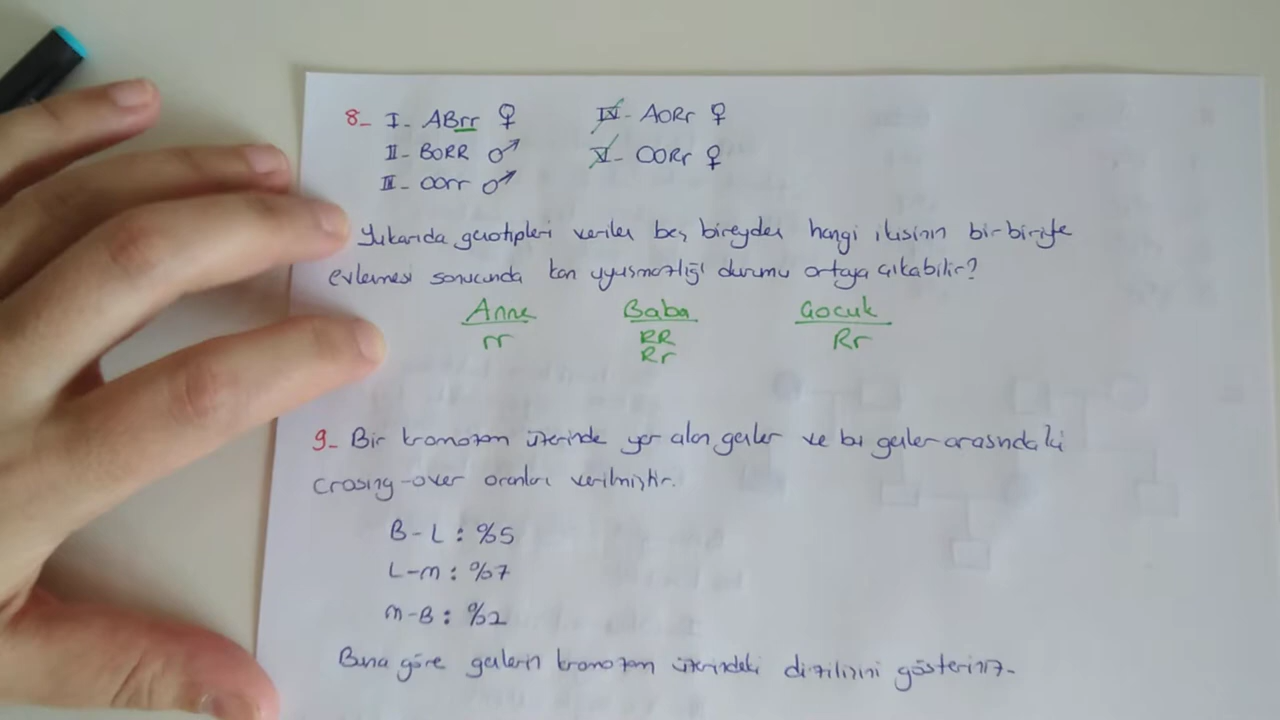 8- I- ABrr ♀ IV- AORr ♀
II- BORR ♂ V- OORr ♀
III- OOrr ♂
Yukarıda genotipleri verilen beş bireyden hangi ikisinin birbiriyle
evlenmesi sonucunda kan uyuşmazlığı durumu ortaya çıkabilir?
Anne Baba Çocuk
rr RR Rr
Rr
9- Bir kromozom üzerinde yer alan genler ve bu genler arasındaki
crosing-over oranları verilmiştir.
B-L : %5
L-M : %7
M-B : %2
Buna göre genlerin kromozom üzerindeki dizilişini gösteriniz.